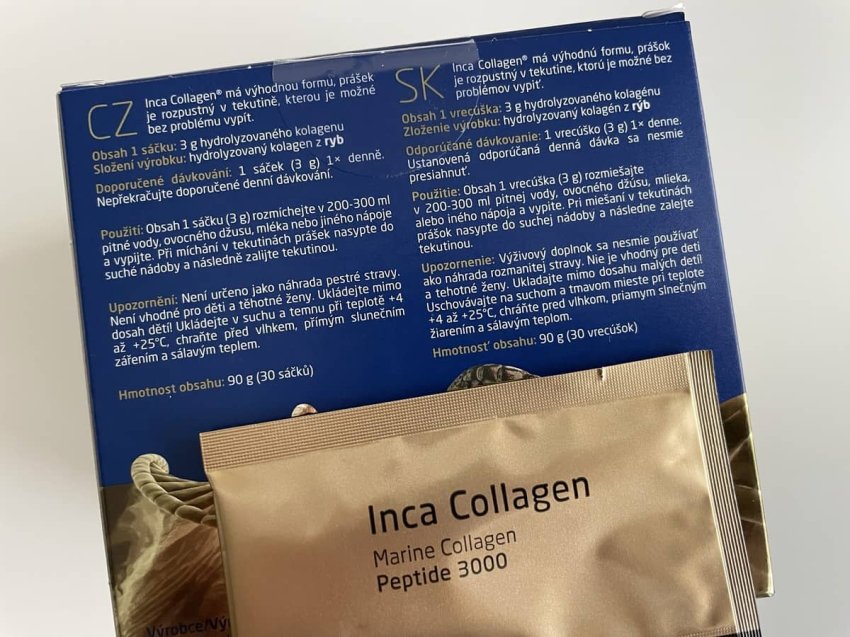 CZ
Inca Collagen® má výhodnou formu, prášek
je rozpustný v tekutině, kterou je možné
bez problému vypít.
Obsah 1 sáčku: 3 g hydrolyzovaného kolagenu
Složení výrobku: hydrolyzovaný kolagen z ryb
Doporučené dávkování: 1 sáček (3 g) 1× denně.
Nepřekračujte doporučené denní dávkování.
Použití: Obsah 1 sáčku (3 g) rozmíchejte v 200-300 ml
pitné vody, ovocného džusu, mléka nebo jiného nápoje
a vypijte. Při míchání v tekutinách prášek nasypte do
suché nádoby a následně zalijte tekutinou.
Upozornění: Není určeno jako náhrada pestré stravy.
Není vhodné pro děti a těhotné ženy. Ukládejte mimo
dosah dětí! Ukládejte v suchu a temnu při teplotě +4
až +25°C, chraňte před vlhkem, přímým slunečním
zářením a sálavým teplem.
Hmotnost obsahu: 90 g (30 sáčků)
SK
Inca Collagen® má výhodnú formu, prášok
je rozpustný v tekutine, ktorú je možné bez
problémov vypiť.
Obsah 1 vrecúška: 3 g hydrolyzovaného kolagénu
Zloženie výrobku: hydrolyzovaný kolagén z rýb
Odporúčané dávkovanie: 1 vrecúško (3 g) 1× denne.
Ustanovená odporúčaná denná dávka sa nesmie
presiahnuť.
Použitie: Obsah 1 vrecúška (3 g) rozmiešajte
v 200-300 ml pitnej vody, ovocného džúsu, mlieka,
alebo iného nápoja a vypite. Pri miešaní v tekutinách
prášok nasypte do suchej nádoby a následne zalejte
tekutinou.
Upozornenie: Výživový doplnok sa nesmie používať
ako náhrada rozmanitej stravy. Nie je vhodný pre deti
a tehotné ženy. Ukladajte mimo dosahu malých detí!
Uschovávajte na suchom a tmavom mieste pri teplote
+4 až +25°C, chráňte pred vlhkom, priamym slnečným
žiarením a sálavým teplom.
Hmotnosť obsahu: 90 g (30 vrecúšok)
Inca Collagen
Marine Collagen
Peptide 3000